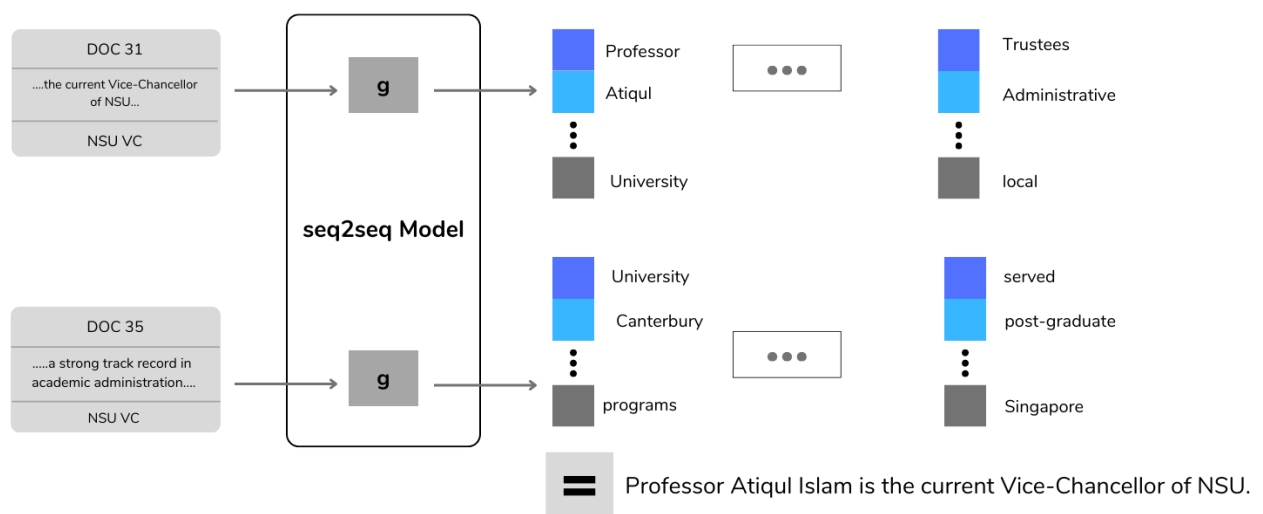 DOC 31
....the current Vice-Chancellor
of NSU...
NSU VC
g
Professor
Atiqul
University
Trustees
Administrative
local
seq2seq Model
DOC 35
.....a strong track record in
academic administration....
NSU VC
g
University
Canterbury
programs
served
post-graduate
Singapore
= Professor Atiqul Islam is the current Vice-Chancellor of NSU.